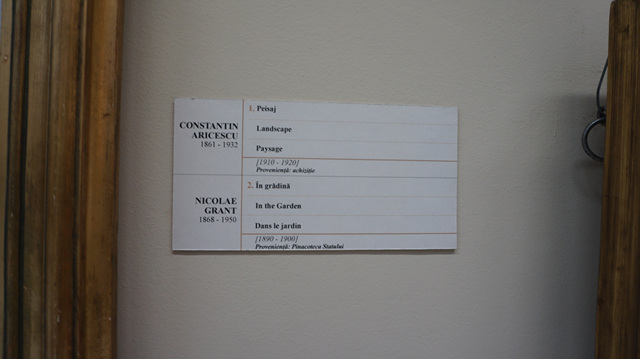 CONSTANTIN
ARICESCU
1861 - 1932
1. Peisaj
Landscape
Paysage
[1910 - 1920]
Proveniență: achiziție
NICOLAE
GRANT
1868 - 1950
2. În grădină
In the Garden
Dans le jardin
[1890 - 1900]
Proveniență: Pinacoteca Statului